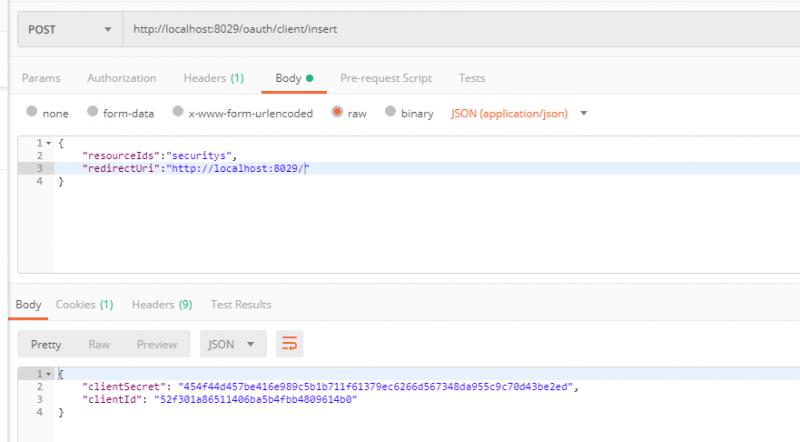 POST http://localhost:8029/oauth/client/insert
Params Authorization Headers (1) Body Pre-request Script Tests
none form-data x-www-form-urlencoded raw binary JSON (application/json)
1 {
2 "resourceIds":"securitys",
3 "redirectUri":"http://localhost:8029/"
4 }
Body Cookies (1) Headers (9) Test Results
Pretty Raw Preview JSON
1 {
2 "clientSecret": "454f44d457be416e989c5b1b711f61379ec6266d567348da955c9c70d43be2ed",
3 "clientId": "52f301a86511406ba5b4fbb4809614b0"
4 }